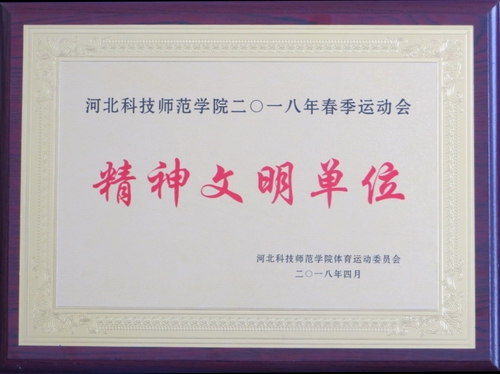 河北科技师范学院二〇一八年春季运动会
精神文明单位
河北科技师范学院体育运动委员会
二〇一八年四月